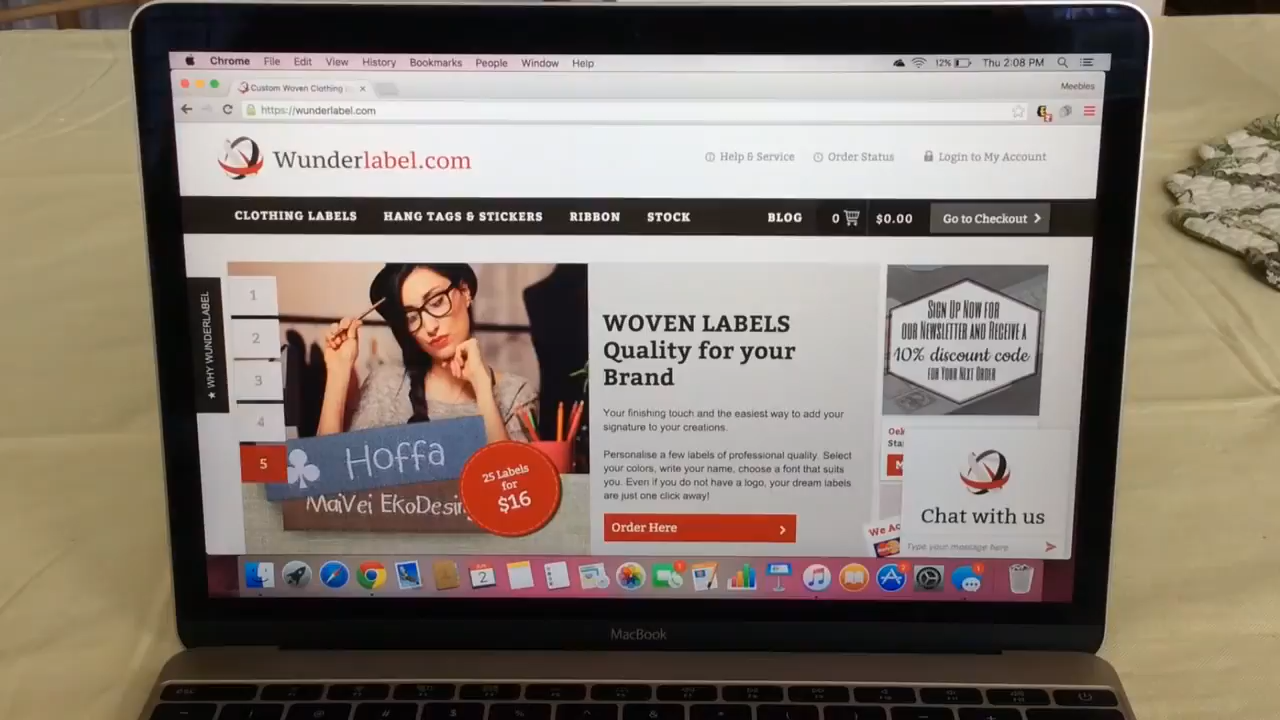 Chrome File Edit View History Bookmarks People Window Help 12% Thu 2:08 PM
Custom Woven Clothing
Meebles
https://wunderlabel.com
Wunderlabel.com
Help & Service Order Status Login to My Account
CLOTHING LABELS HANG TAGS & STICKERS RIBBON STOCK BLOG 0 $0.00 Go to Checkout
WHY WUNDERLABEL
1
2
3
4
5
Hoffa
MaiVei EkoDesin
25 Labels
for
$16
WOVEN LABELS
Quality for your
Brand
Your finishing touch and the easiest way to add your
signature to your creations.
Personalise a few labels of professional quality. Select
your colors, write your name, choose a font that suits
you. Even if you do not have a logo, your dream labels
are just one click away!
Order Here
SIGN UP NOW FOR
OUR NEWSLETTER AND RECEIVE A
10% discount code
FOR YOUR NEXT ORDER
Oek
Sta
We Ac
MasterCard
Chat with us
Type your message here
2
MacBook
esc